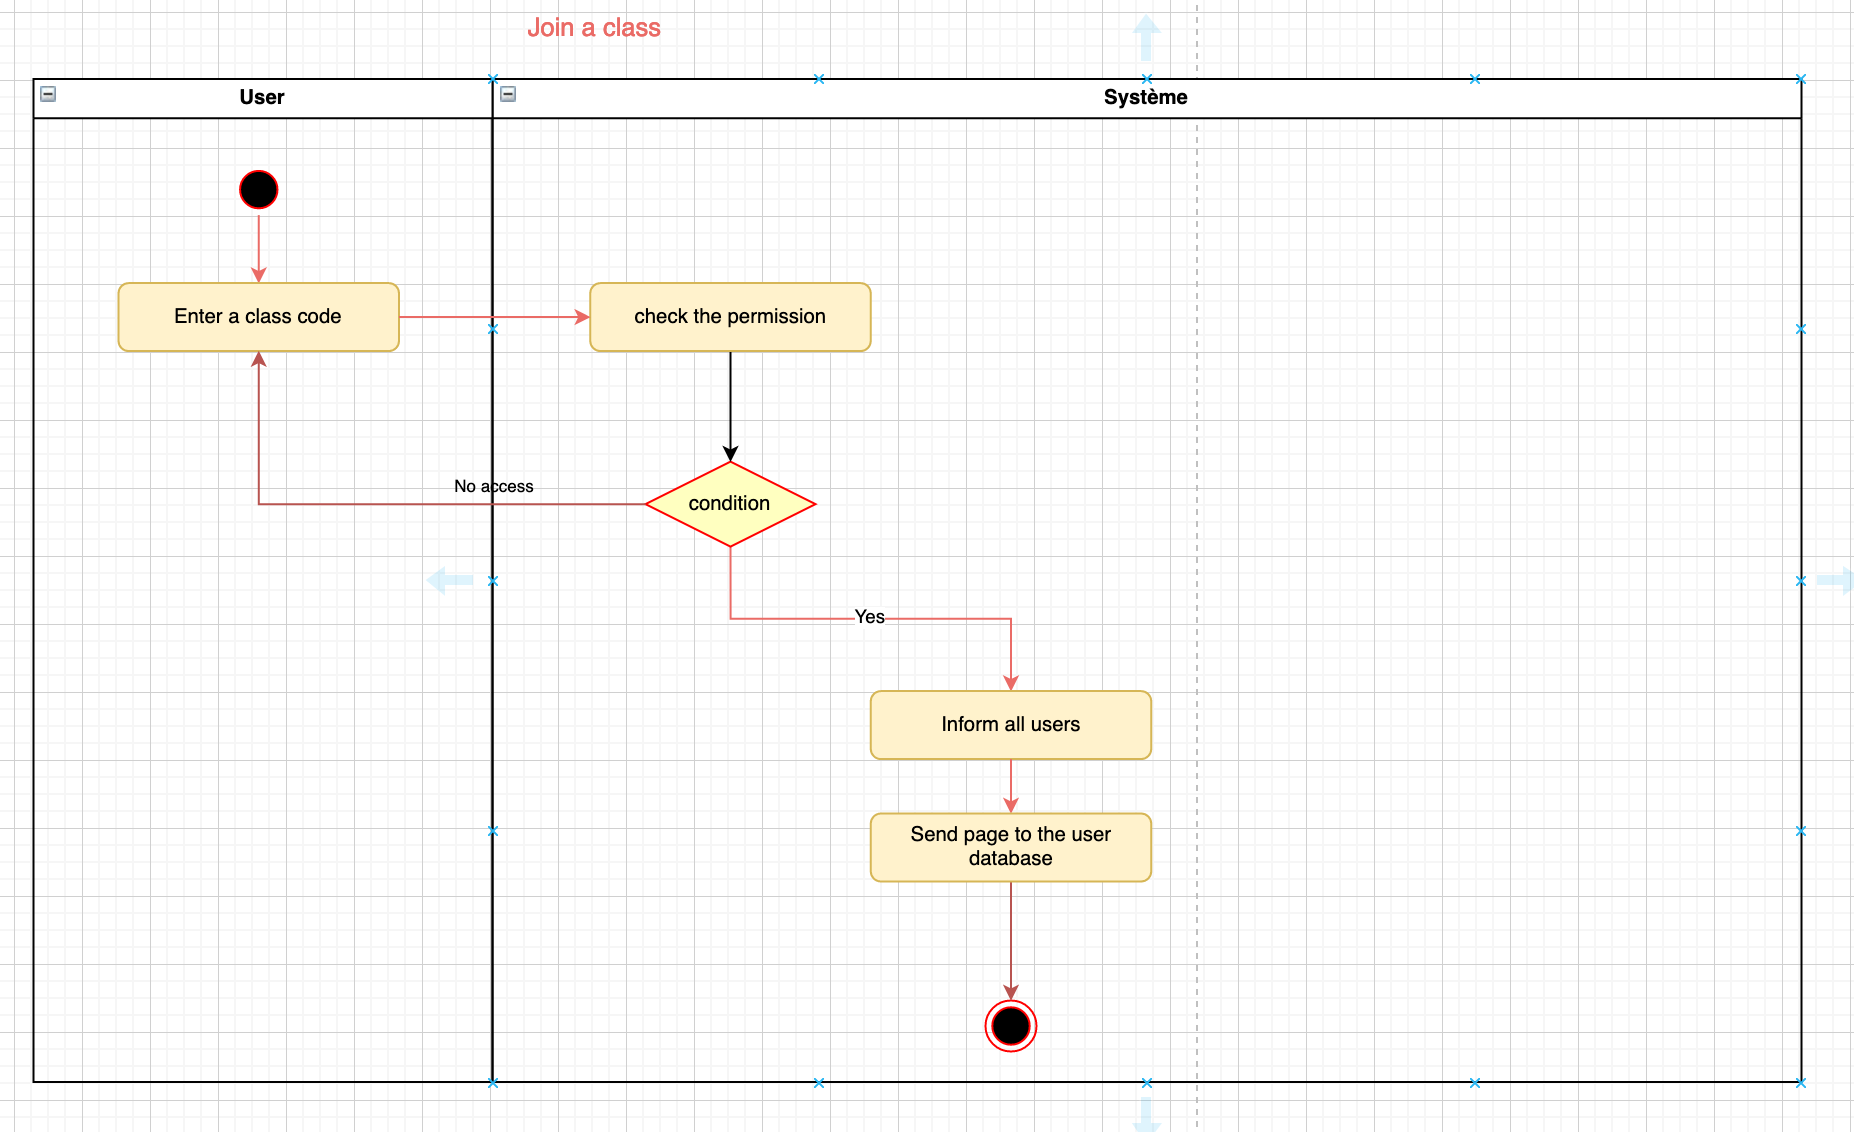 Join a class
User
Système
Enter a class code
check the permission
No access
condition
Yes
Inform all users
Send page to the user
database